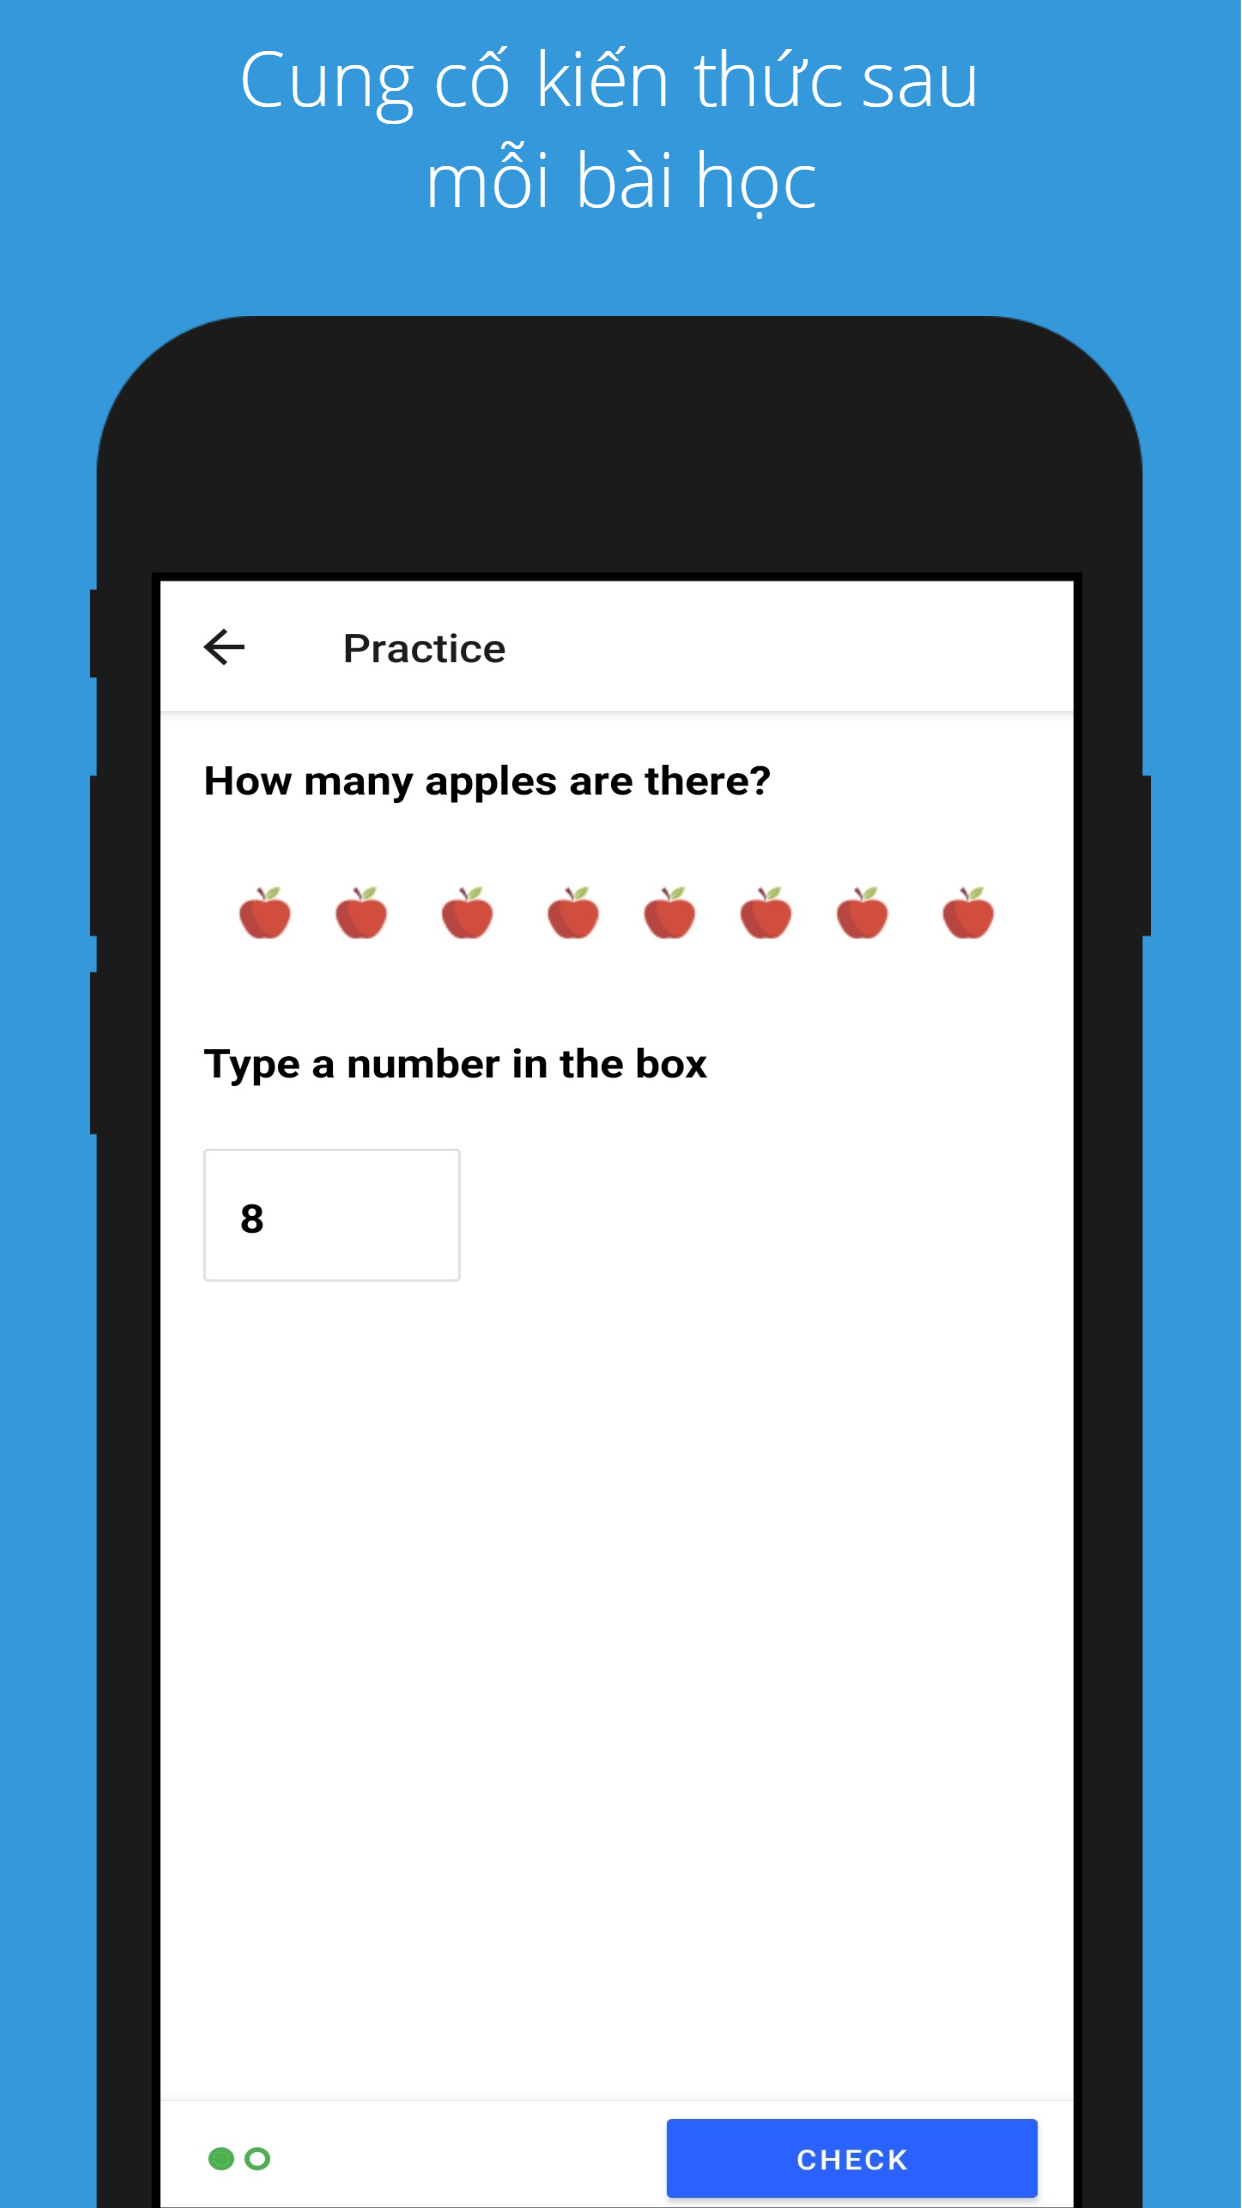 Cung cố kiến thức sau
mỗi bài học
Practice
How many apples are there?
Type a number in the box
8
CHECK